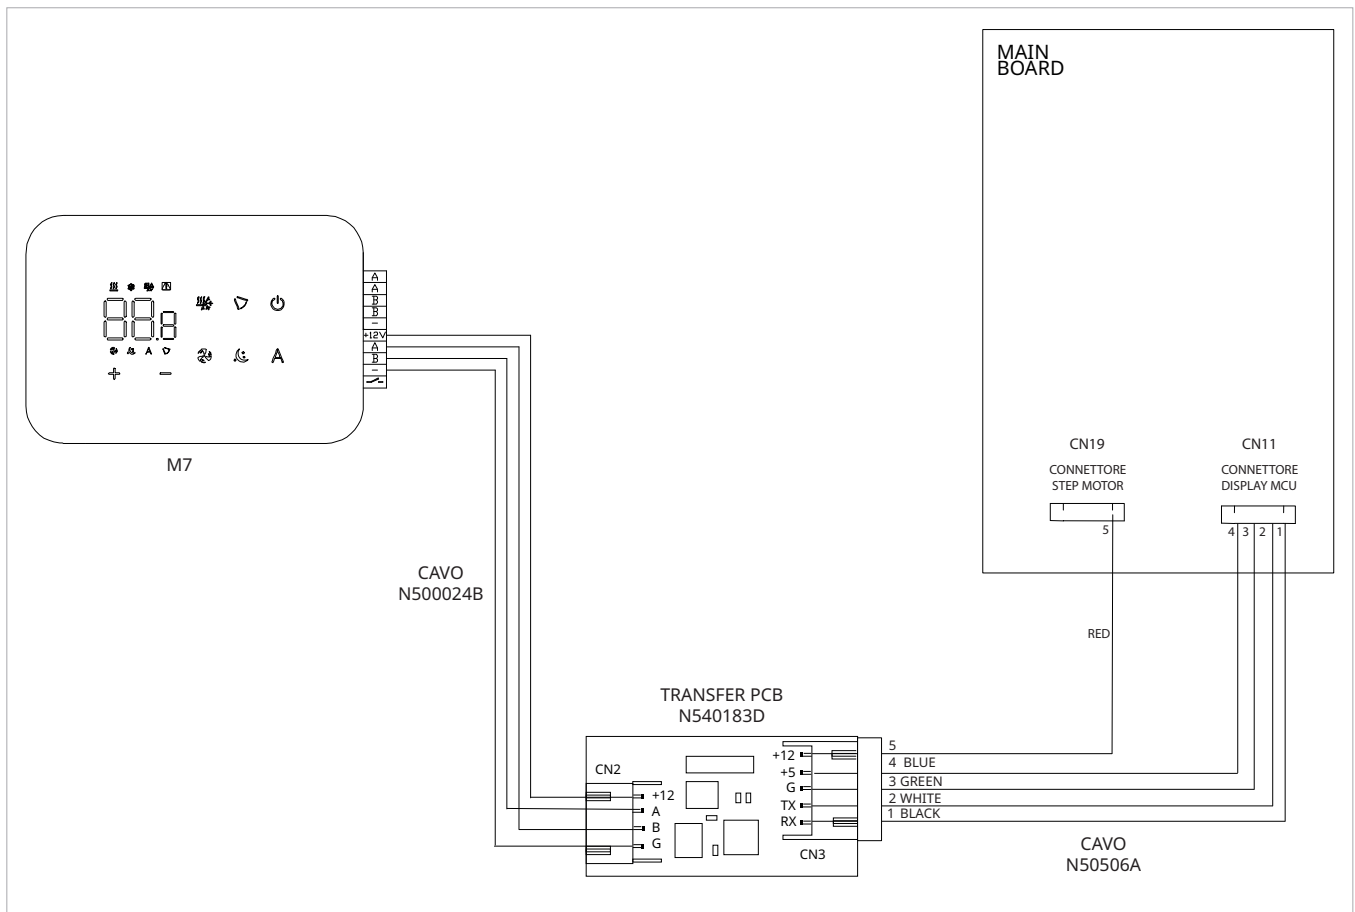 MAIN
BOARD
A
A
B
B
-
+12V
A
B
-
A
A
+
-
M7
CN19
CONNETTORE
STEP MOTOR
5
CN11
CONNETTORE
DISPLAY MCU
4 3 2 1
CAVO
N500024B
RED
TRANSFER PCB
N540183D
CN2
+12
A
B
G
+12
+5
G
TX
RX
CN3
5
4 BLUE
3 GREEN
2 WHITE
1 BLACK
CAVO
N50506A